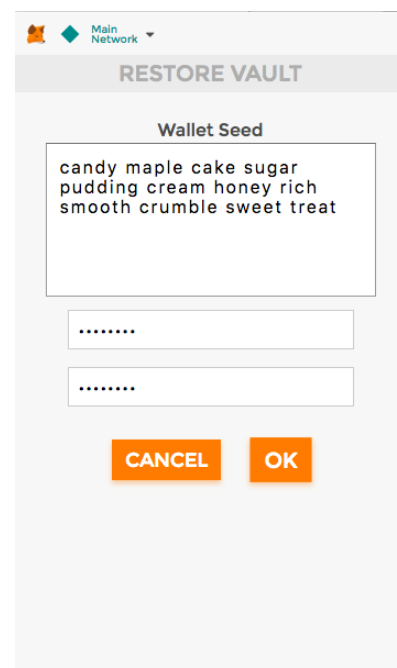 Main
Network
RESTORE VAULT
Wallet Seed
candy maple cake sugar
pudding cream honey rich
smooth crumble sweet treat
••••••••
••••••••
CANCEL OK